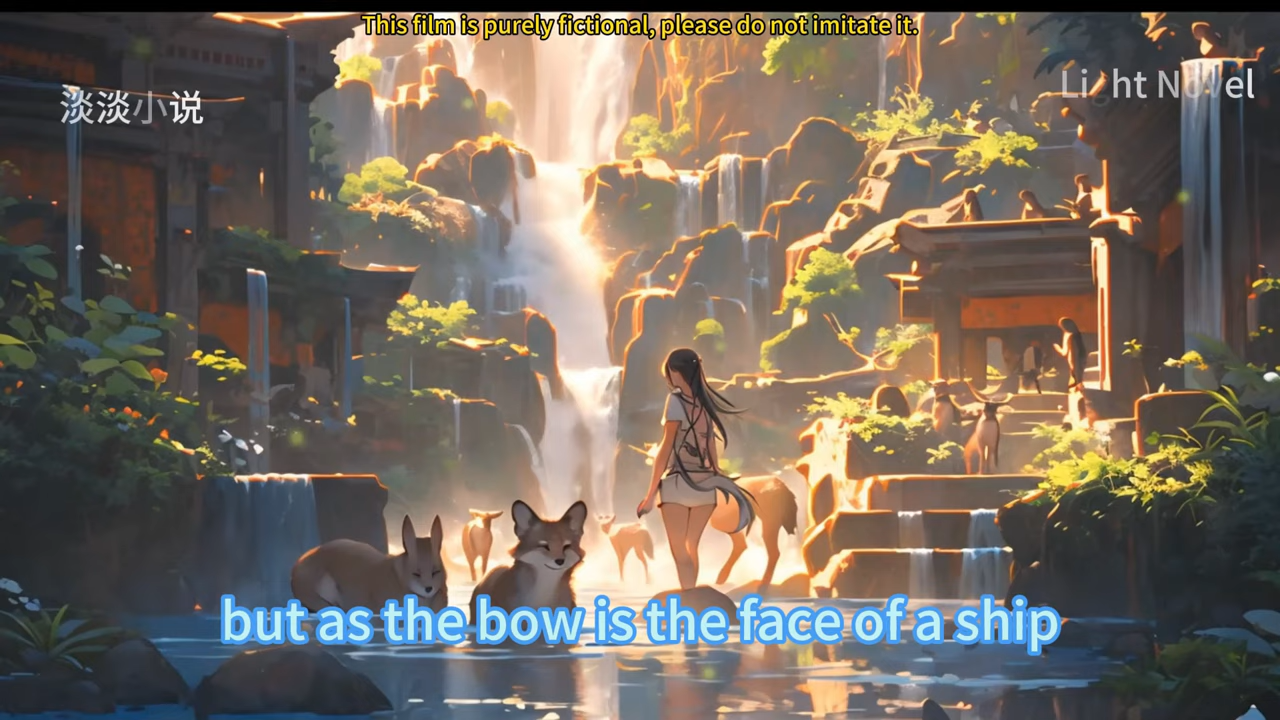 This film is purely fictional, please do not imitate it.
淡淡小说
Light Novel
but as the bow is the face of a ship